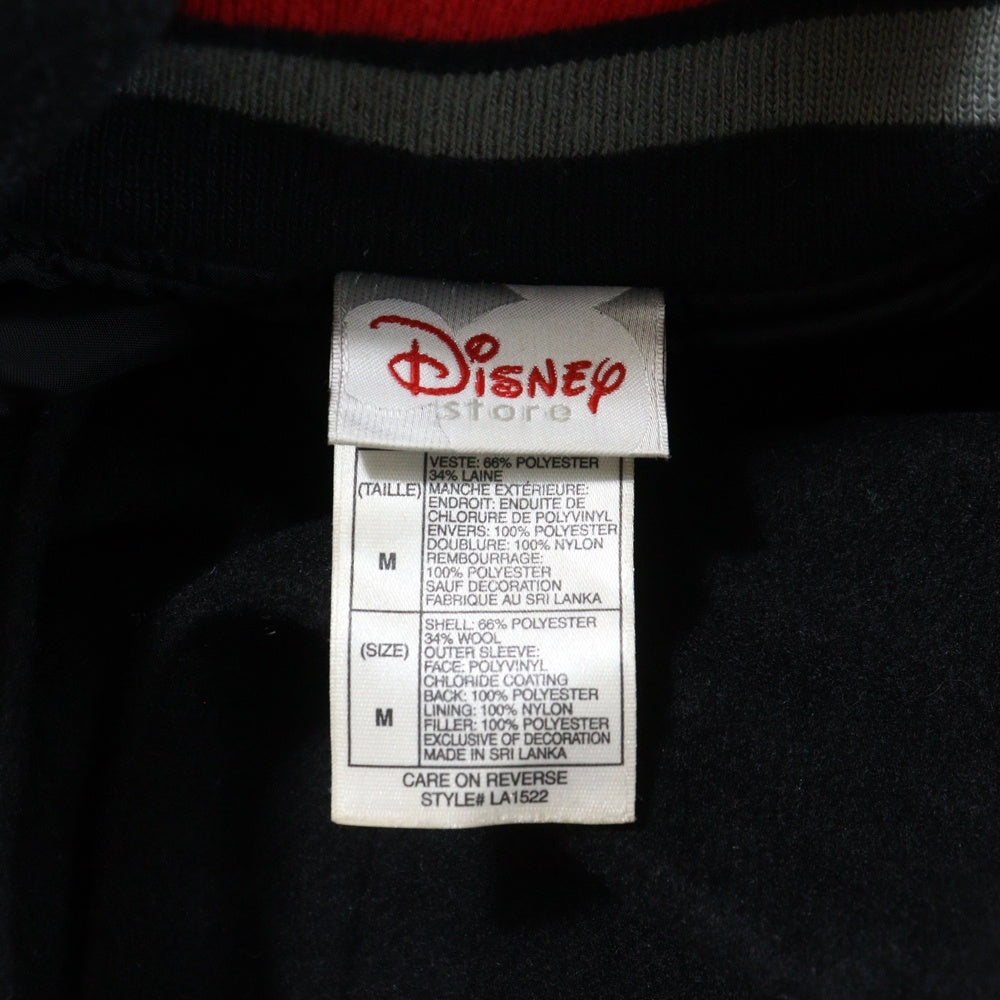 Disney
store
VESTE: 66% POLYESTER
34% LAINE
(TAILLE)
MANCHE EXTÉRIEURE:
ENDROIT: ENDUITE DE
CHLORURE DE POLYVINYL
ENVERS: 100% POLYESTER
DOUBLURE: 100% NYLON
M
REMBOURRAGE:
100% POLYESTER
SAUF DÉCORATION
FABRIQUE AU SRI LANKA
SHELL: 66% POLYESTER
34% WOOL
(SIZE)
OUTER SLEEVE:
FACE: POLYVINYL
CHLORIDE COATING
BACK: 100% POLYESTER
LINING: 100% NYLON
M
FILLER: 100% POLYESTER
EXCLUSIVE OF DECORATION
MADE IN SRI LANKA
CARE ON REVERSE
STYLE# LA1522